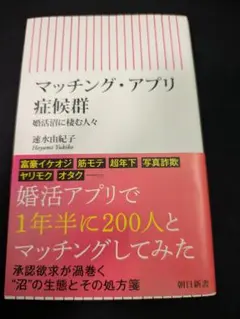 マッチング・アプリ
症候群
婚活沼に棲む人々
速水由紀子
Hayami Yukiko
富豪イケオジ 筋モテ 超年下 写真詐欺
ヤリモク オタク
婚活アプリで
1年半に200人と
マッチングしてみた
承認欲求が渦巻く
“沼”の生態とその処方箋
朝日新書